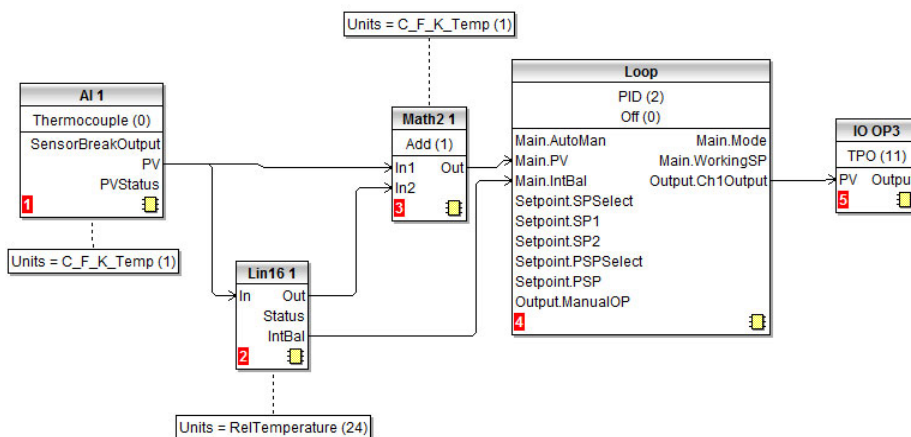 Units = C_F_K_Temp (1)
AI 1
Thermocouple (0)
SensorBreakOutput
PV
PVStatus
1
Units = C_F_K_Temp (1)
Lin16 1
In Out
Status
IntBal
2
Units = RelTemperature (24)
Math2 1
Add (1)
In1 Out
In2
3
Loop
PID (2)
Off (0)
Main.AutoMan Main.Mode
Main.PV Main.WorkingSP
Main.IntBal Output.Ch1Output
Setpoint.SPSelect
Setpoint.SP1
Setpoint.SP2
Setpoint.PSPSelect
Setpoint.PSP
Output.ManualOP
4
IO OP3
TPO (11)
PV Output
5